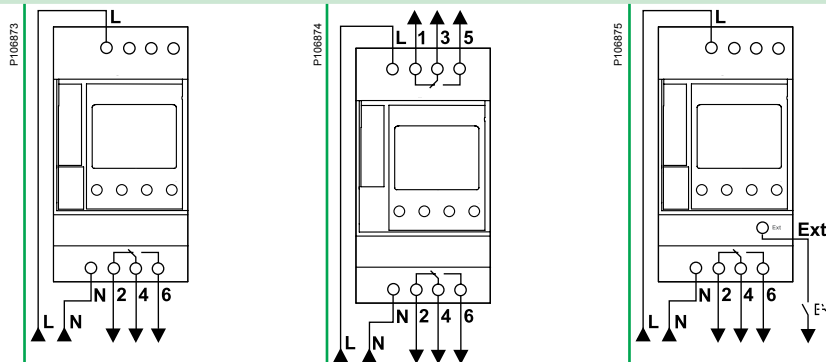 P106873
L
N 2 4 6
L N
P106874
L 1 3 5
N 2 4 6
L N
P106875
L
Ext Ext
N 2 4 6
L N